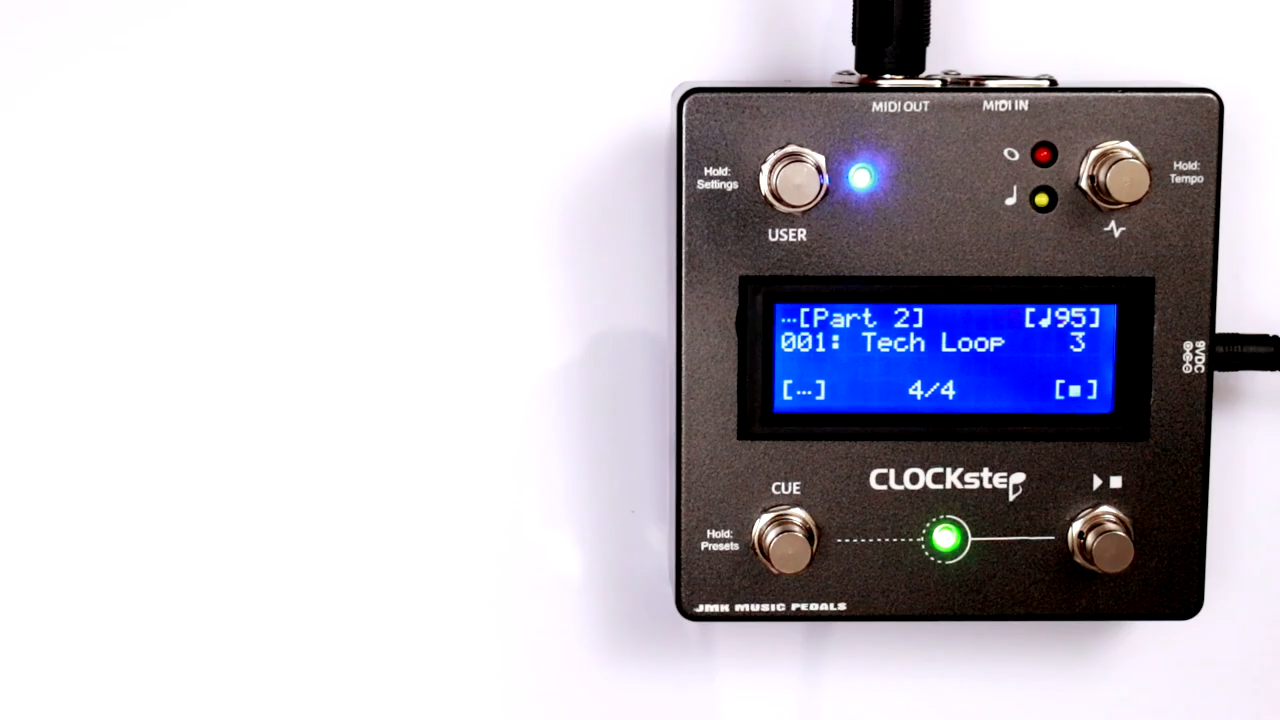 MIDI OUT MIDI IN
Hold:
Settings
USER
Hold:
Tempo
…[Part 2] [♩95]
001: Tech Loop 3
[…] 4/4 [■]
9VDC
CLOCKstep
CUE
Hold:
Presets
JMK MUSIC PEDALS